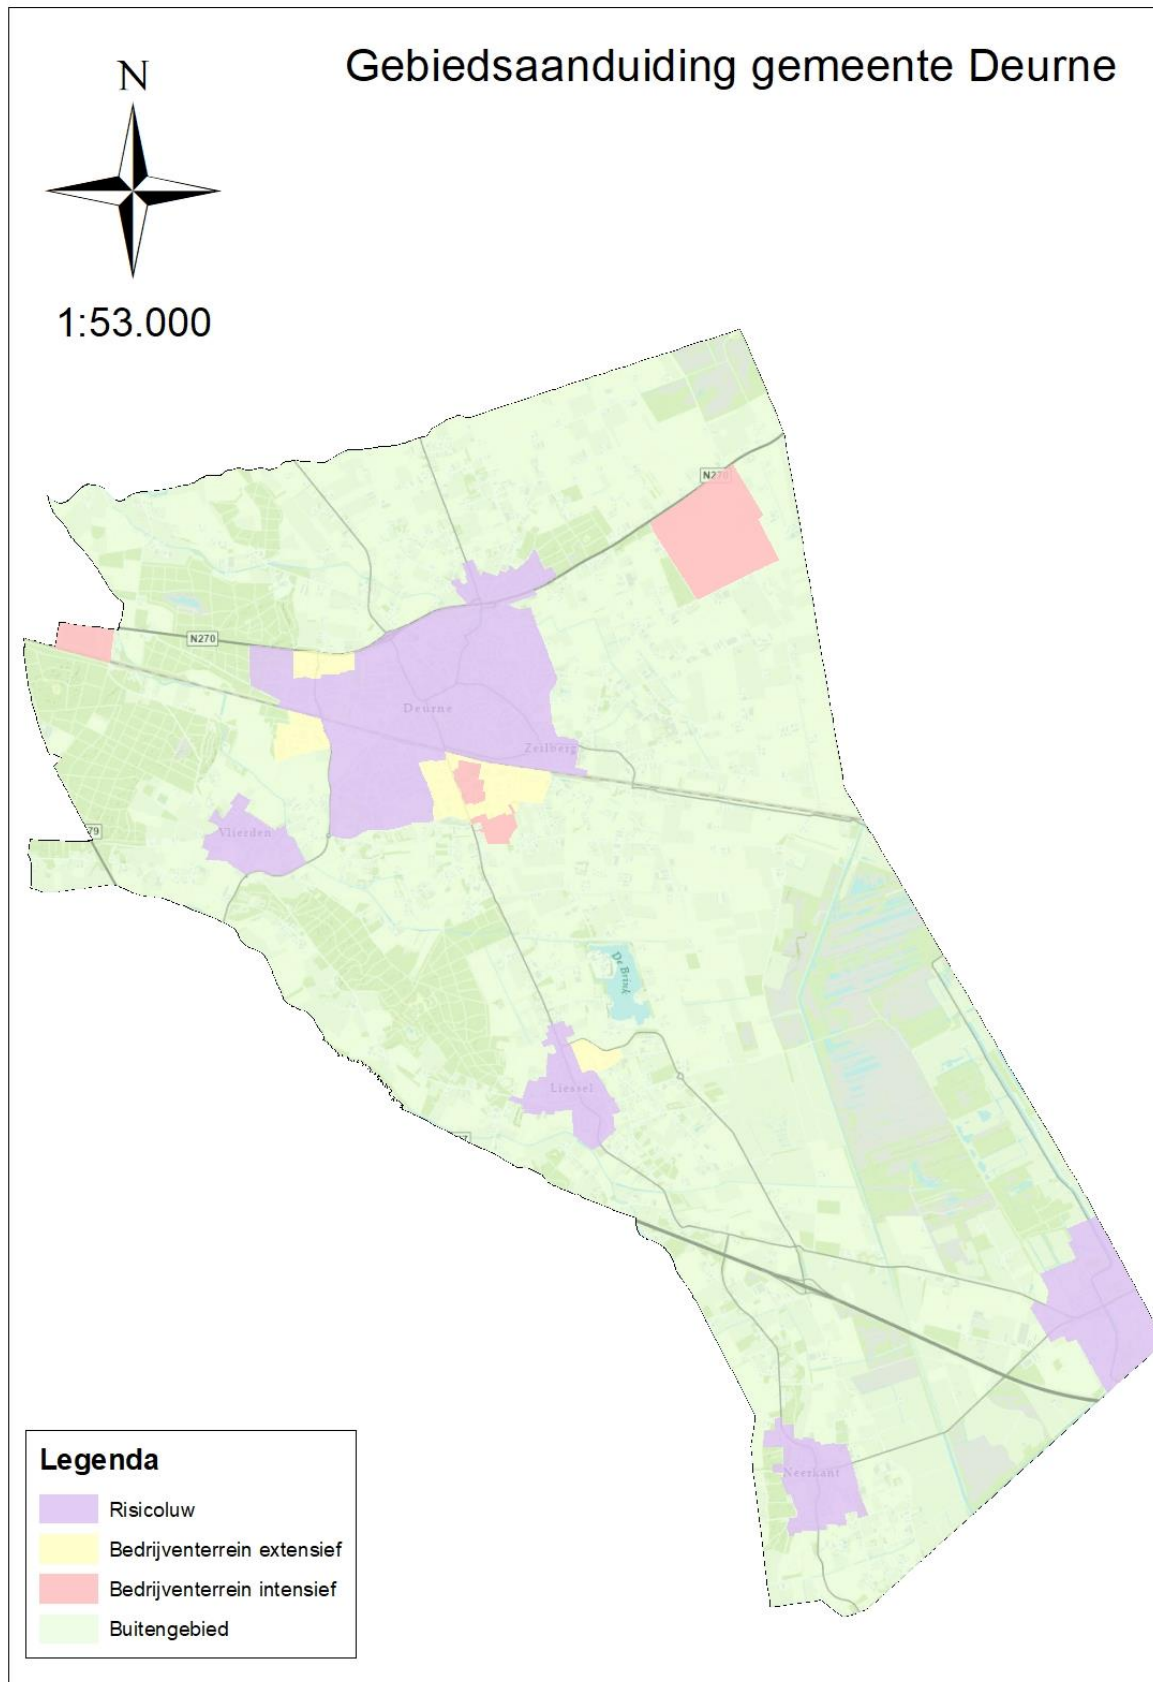 Gebiedsaanduiding gemeente Deurne
N
1:53.000
N270
N270
Deurne
Zeilberg
Vlierden
De Brink
Liessel
Neerkant
Legenda
Risicoluw
Bedrijventerrein extensief
Bedrijventerrein intensief
Buitengebied